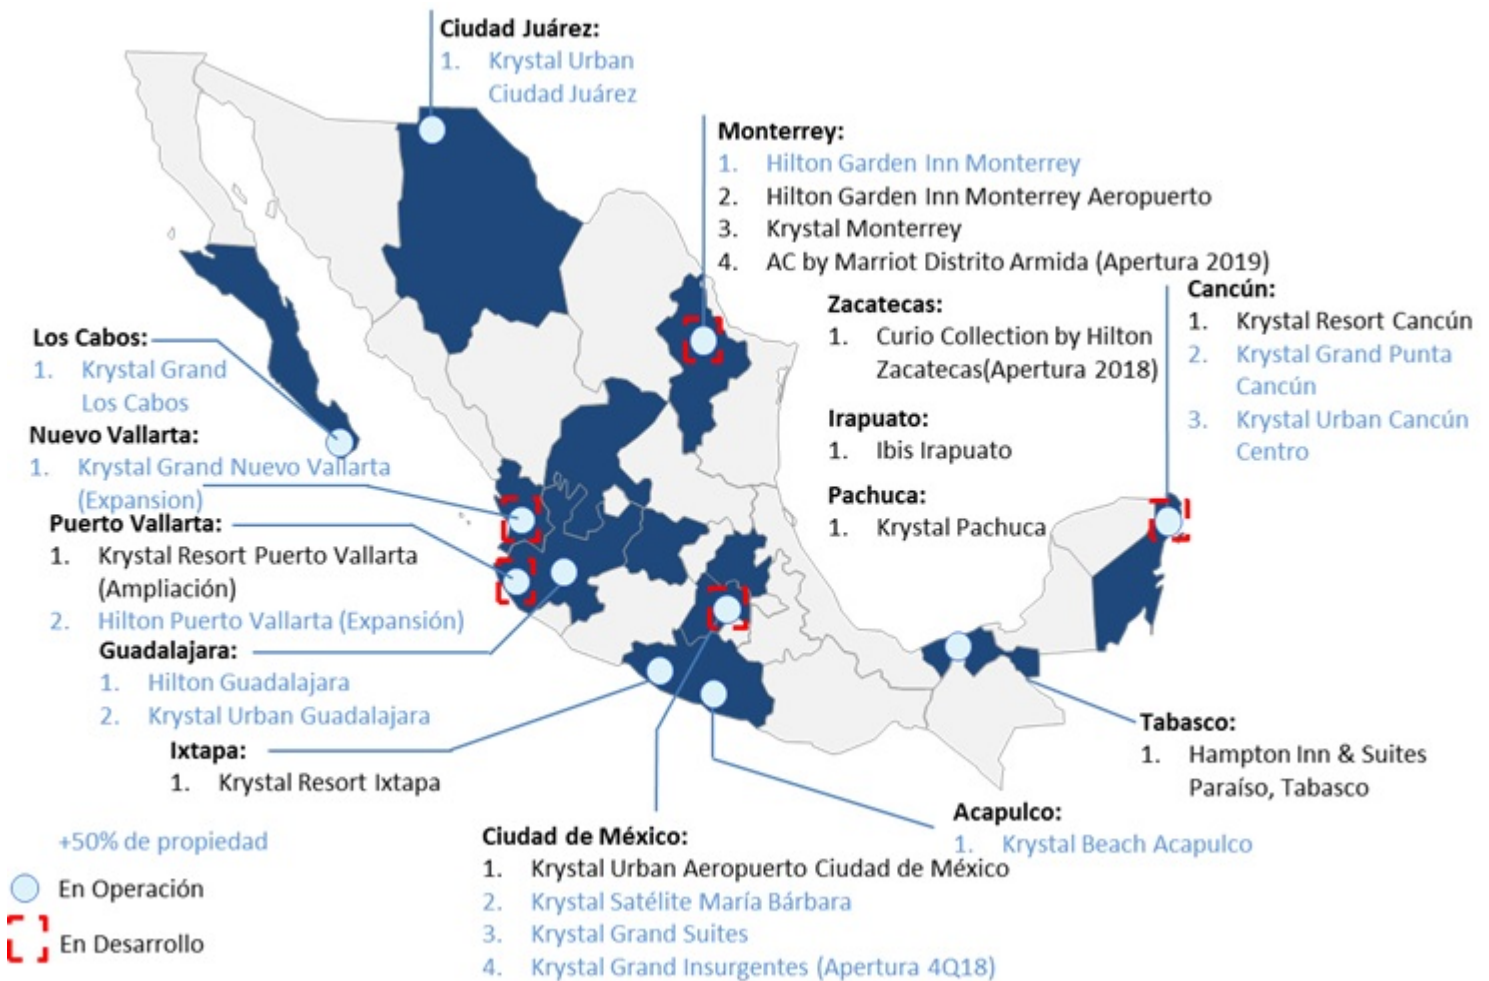 Ciudad Juárez:
1. Krystal Urban
Ciudad Juárez
Monterrey:
1. Hilton Garden Inn Monterrey
2. Hilton Garden Inn Monterrey Aeropuerto
3. Krystal Monterrey
4. AC by Marriot Distrito Armida (Apertura 2019)
Zacatecas:
1. Curio Collection by Hilton
Zacatecas(Apertura 2018)
Irapuato:
1. Ibis Irapuato
Pachuca:
1. Krystal Pachuca
Cancún:
1. Krystal Resort Cancún
2. Krystal Grand Punta
Cancún
3. Krystal Urban Cancún
Centro
Los Cabos:
1. Krystal Grand
Los Cabos
Nuevo Vallarta:
1. Krystal Grand Nuevo Vallarta
(Expansion)
Puerto Vallarta:
1. Krystal Resort Puerto Vallarta
(Ampliación)
2. Hilton Puerto Vallarta (Expansión)
Guadalajara:
1. Hilton Guadalajara
2. Krystal Urban Guadalajara
Ixtapa:
1. Krystal Resort Ixtapa
Tabasco:
1. Hampton Inn & Suites
Paraíso, Tabasco
Acapulco:
1. Krystal Beach Acapulco
Ciudad de México:
1. Krystal Urban Aeropuerto Ciudad de México
2. Krystal Satélite María Bárbara
3. Krystal Grand Suites
4. Krystal Grand Insurgentes (Apertura 4Q18)
+50% de propiedad
En Operación
En Desarrollo